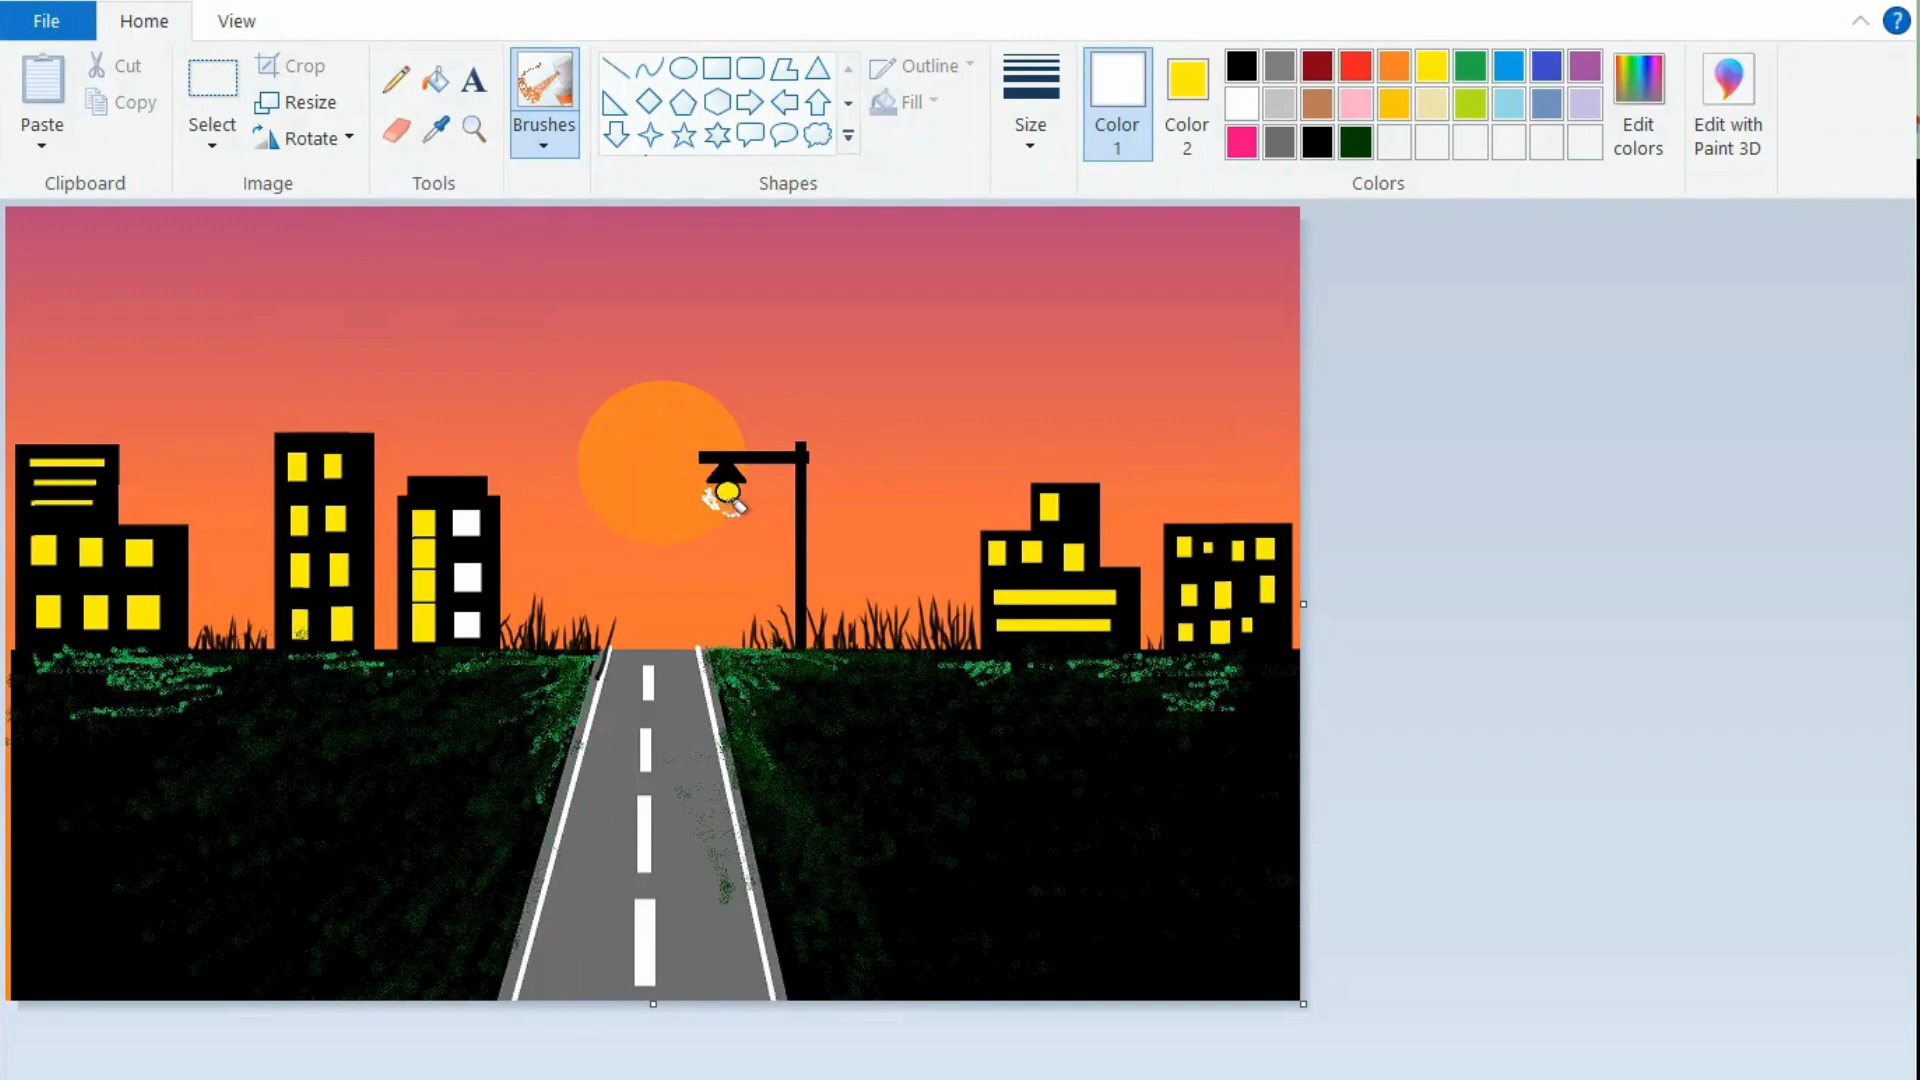 File Home View
?
Paste
Cut
Copy
Clipboard
Select
Crop
Resize
Rotate
Image
A
Tools
Brushes
Shapes
Outline
Fill
Size
Color
1
Color
2
Edit
colors
Colors
Edit with
Paint 3D